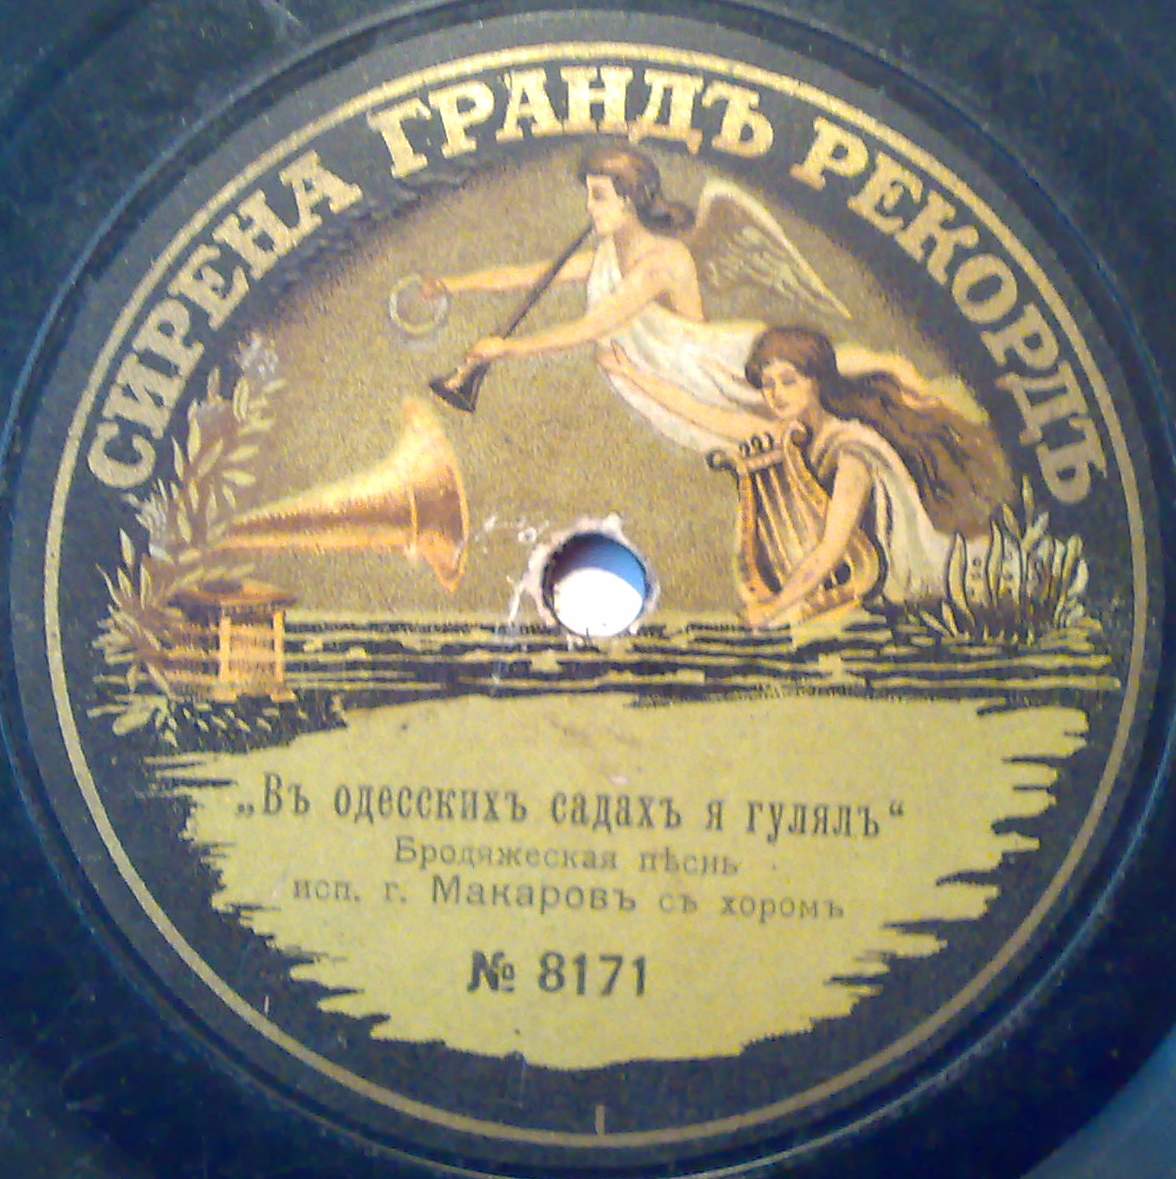 СИРЕНА ГРАНДЪ РЕКОРДЪ
„Въ одесскихъ садахъ я гулялъ“
Бродяжеская пѣснь
исп. г. Макаровъ съ хоромъ
№ 8171